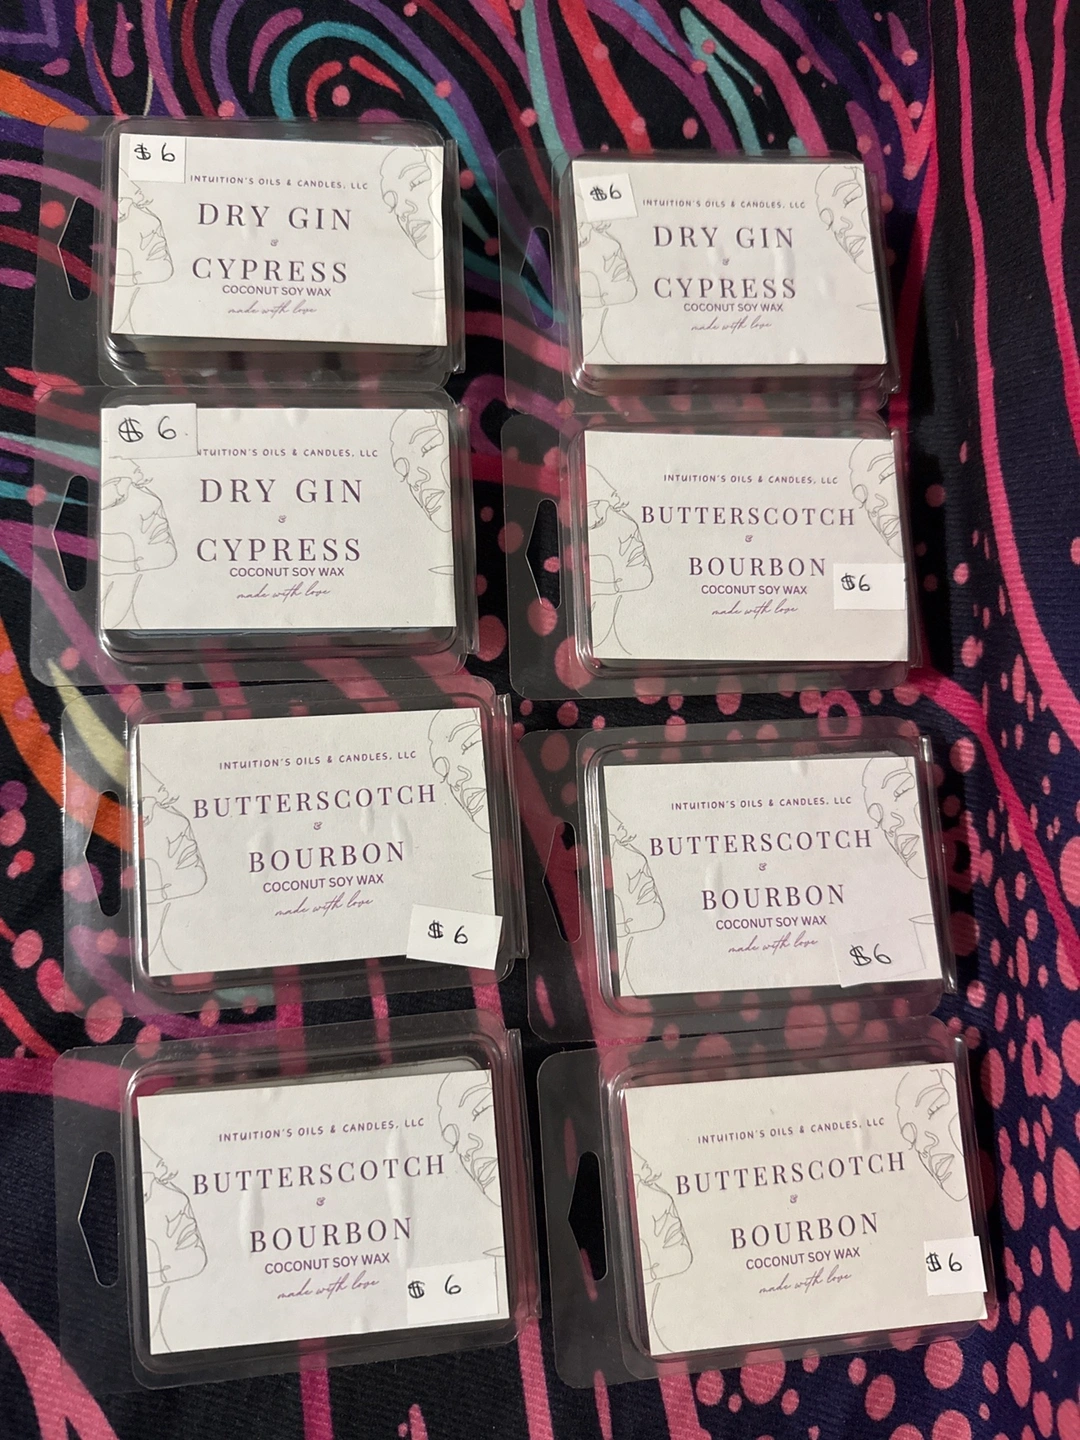 $6
INTUITION'S OILS & CANDLES, LLC
DRY GIN
&
CYPRESS
COCONUT SOY WAX
made with love
$6
INTUITION'S OILS & CANDLES, LLC
DRY GIN
&
CYPRESS
COCONUT SOY WAX
made with love
$6
NTUITION'S OILS & CANDLES, LLC
DRY GIN
&
CYPRESS
COCONUT SOY WAX
made with love
INTUITION'S OILS & CANDLES, LLC
BUTTERSCOTCH
&
BOURBON
COCONUT SOY WAX
made with love
$6
INTUITION'S OILS & CANDLES, LLC
BUTTERSCOTCH
&
BOURBON
COCONUT SOY WAX
made with love
$6
INTUITION'S OILS & CANDLES, LLC
BUTTERSCOTCH
&
BOURBON
COCONUT SOY WAX
made with love
$6
INTUITION'S OILS & CANDLES, LLC
BUTTERSCOTCH
&
BOURBON
COCONUT SOY WAX
made with love
$6
INTUITION'S OILS & CANDLES, LLC
BUTTERSCOTCH
&
BOURBON
COCONUT SOY WAX
made with love
$6